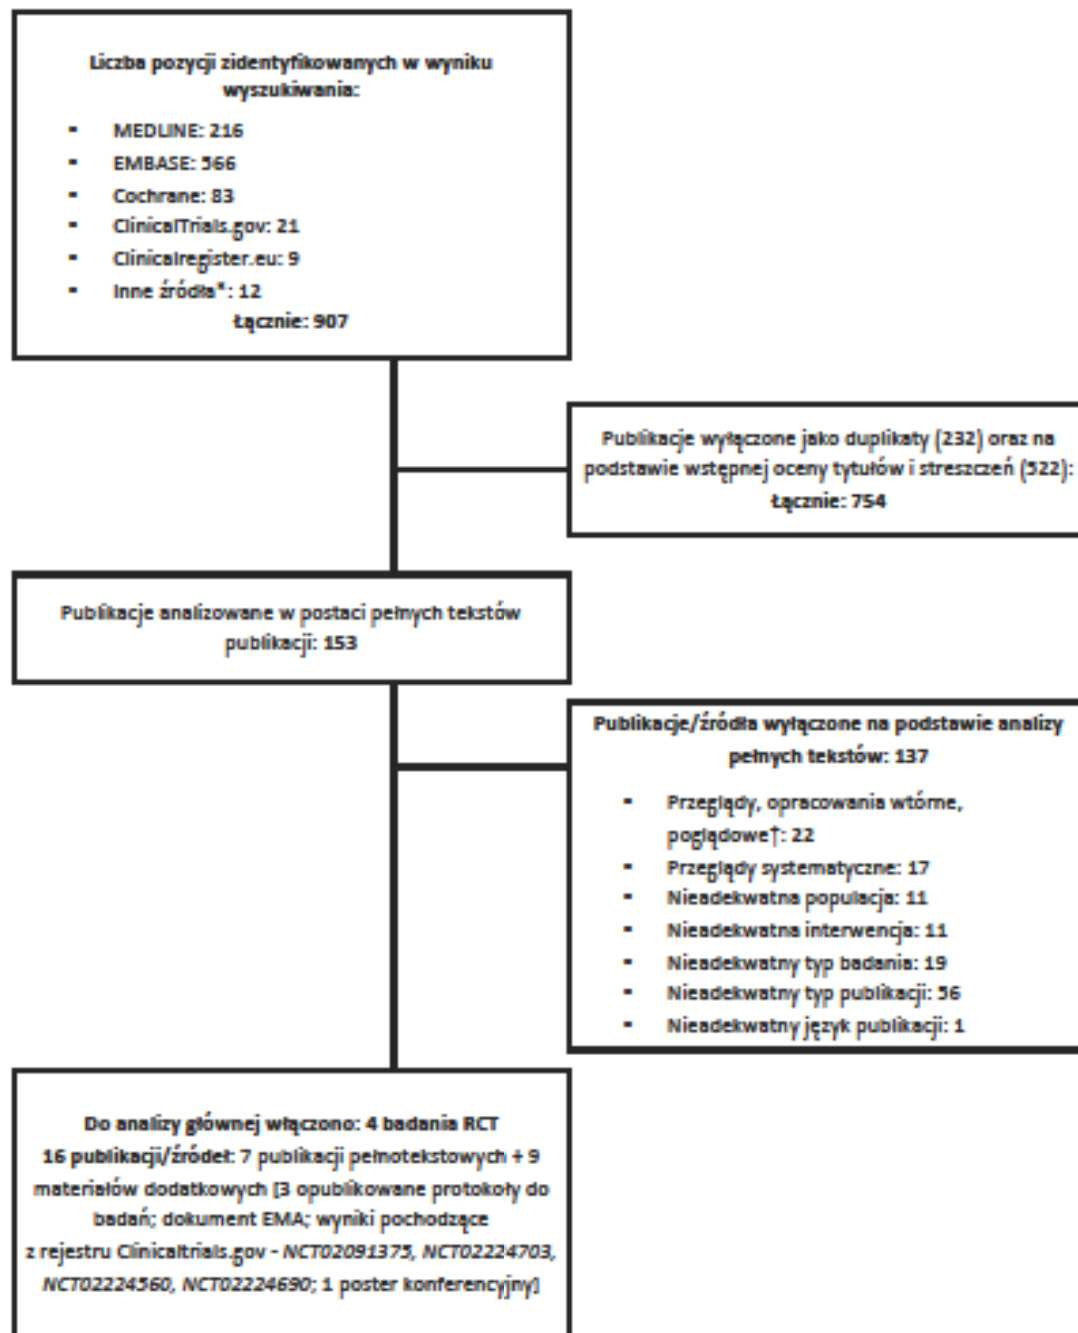 Liczba pozycji zidentyfikowanych w wyniku
wyszukiwania:
▪ MEDLINE: 216
▪ EMBASE: 566
▪ Cochrane: 83
▪ ClinicalTrials.gov: 21
▪ Clinicalregister.eu: 9
▪ Inne źródła*: 12
Łącznie: 907
Publikacje wyłączone jako duplikaty (232) oraz na
podstawie wstępnej oceny tytułów i streszczeń (522):
Łącznie: 754
Publikacje analizowane w postaci pełnych tekstów
publikacji: 153
Publikacje/źródła wyłączone na podstawie analizy
pełnych tekstów: 137
▪ Przeglądy, opracowania wtórne,
poglądowe†: 22
▪ Przeglądy systematyczne: 17
▪ Nieadekwatna populacja: 11
▪ Nieadekwatna interwencja: 11
▪ Nieadekwatny typ badania: 19
▪ Nieadekwatny typ publikacji: 56
▪ Nieadekwatny język publikacji: 1
Do analizy głównej włączono: 4 badania RCT
16 publikacji/źródeł: 7 publikacji pełnotekstowych + 9
materiałów dodatkowych [3 opublikowane protokoły do
badań; dokument EMA; wyniki pochodzące
z rejestru Clinicaltrials.gov - NCT02091375, NCT02224703,
NCT02224560, NCT02224690; 1 poster konferencyjny]